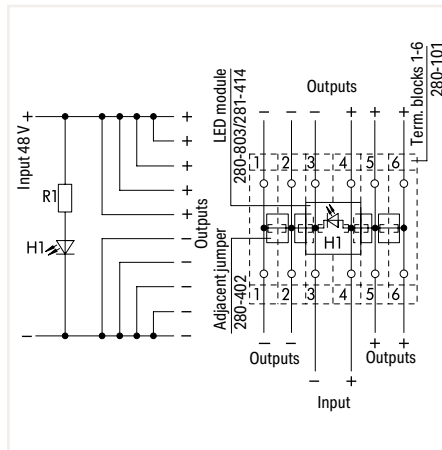 Input 48 V
+
R1
H1
−
+
+
+
+
+
Outputs
−
−
−
−
−
LED module
280-803/281-414
Term. blocks 1-6
280-101
Outputs
+
− − − + + +
1 2 3 4 5 6
H1
Adjacent jumper
280-402
1 2 3 4 5 6
− − + +
Outputs Outputs
− +
Input